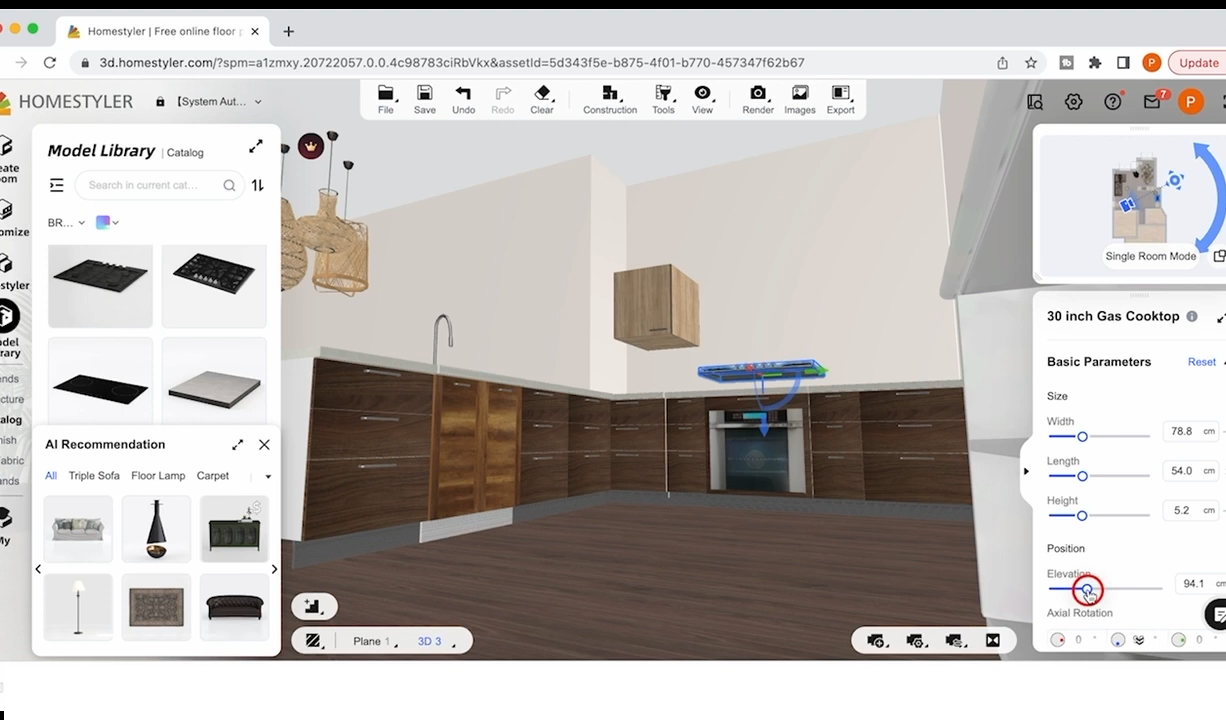 Homestyler | Free online floor p
3d.homestyler.com/?spm=a1zmxy.20722057.0.0.4c98783ciRbVkx&assetId=5d343f5e-b875-4f01-b770-457347f62b67
P
Update
HOMESTYLER
【System Aut...
File
Save
Undo
Redo
Clear
Construction
Tools
View
Render
Images
Export
7
P
eate
oom
omize
styler
odel
brary
ends
cture
alog
nish
abric
ands
My
Model Library | Catalog
Search in current cat...
BR...
AI Recommendation
All Triple Sofa Floor Lamp Carpet
Plane 1
3D 3
Single Room Mode
30 inch Gas Cooktop
Basic Parameters Reset
Size
Width
78.8 cm
Length
54.0 cm
Height
5.2 cm
Position
Elevation
94.1 cm
Axial Rotation
0 °
°
0 °